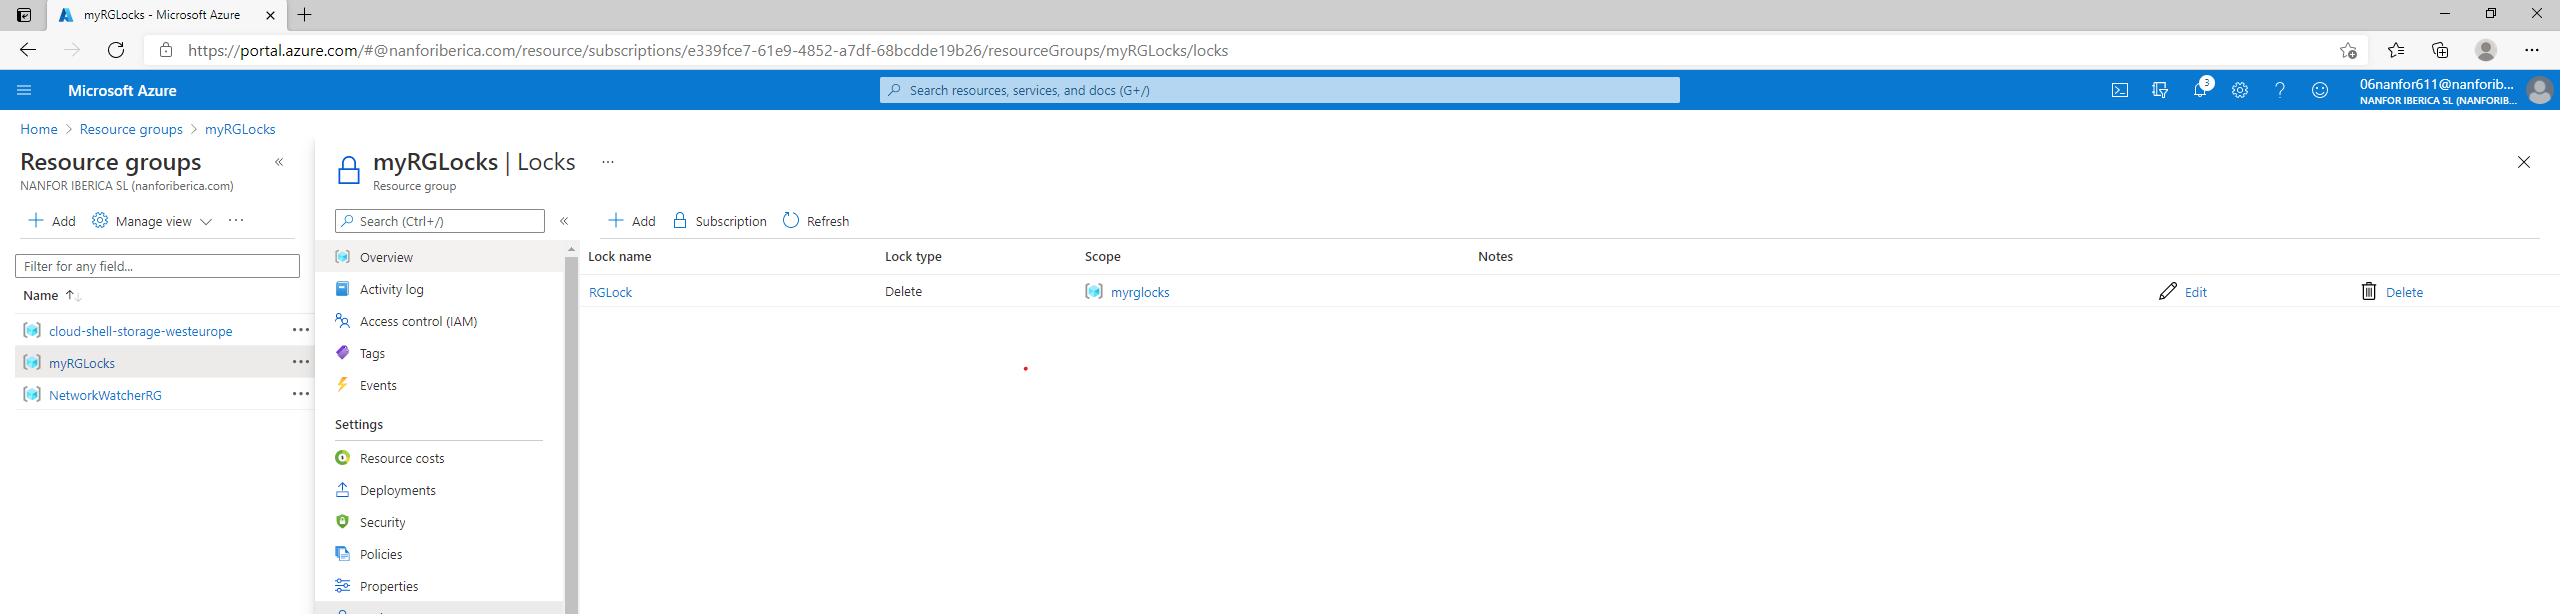 myRGLocks - Microsoft Azure
https://portal.azure.com/#@nanforiberica.com/resource/subscriptions/e339fce7-61e9-4852-a7df-68bcdde19b26/resourceGroups/myRGLocks/locks
Microsoft Azure
Search resources, services, and docs (G+/)
3
06nanfor611@nanforib...
NANFOR IBERICA SL (NANFORIB...
Home > Resource groups > myRGLocks
Resource groups
NANFOR IBERICA SL (nanforiberica.com)
Add Manage view ...
Filter for any field...
Name
cloud-shell-storage-westeurope
myRGLocks
NetworkWatcherRG
myRGLocks | Locks ...
Resource group
Search (Ctrl+/)
Overview
Activity log
Access control (IAM)
Tags
Events
Settings
Resource costs
Deployments
Security
Policies
Properties
Add Subscription Refresh
Lock name Lock type Scope Notes
RGLock Delete myrglocks Edit Delete